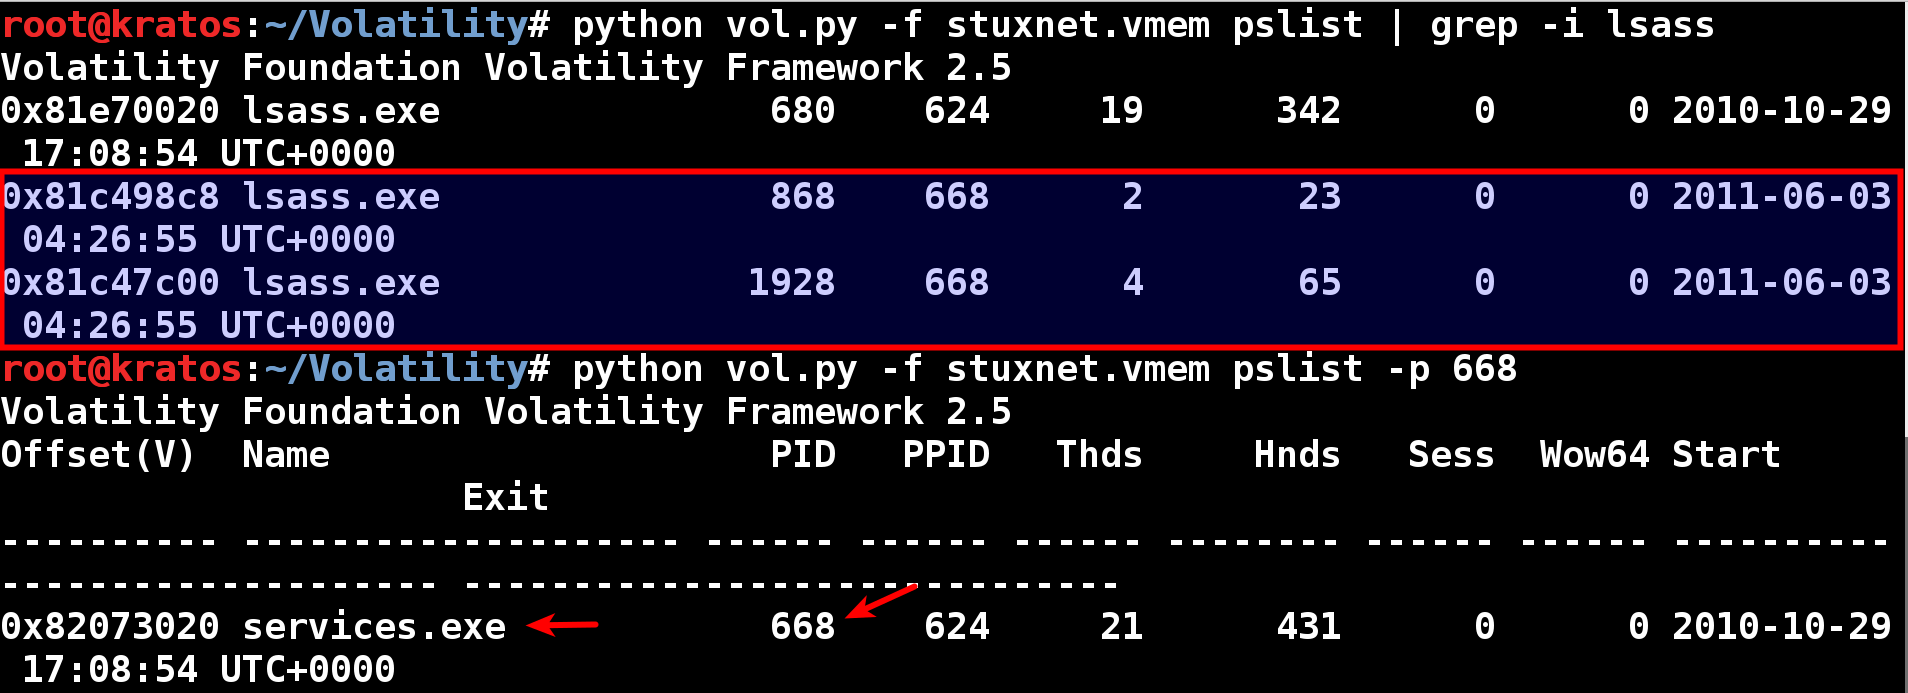 root@kratos:~/Volatility# python vol.py -f stuxnet.vmem pslist | grep -i lsass
Volatility Foundation Volatility Framework 2.5
0x81e70020 lsass.exe               680    624     19      342      0      0 2010-10-29
 17:08:54 UTC+0000
0x81c498c8 lsass.exe               868    668      2       23      0      0 2011-06-03
 04:26:55 UTC+0000
0x81c47c00 lsass.exe              1928    668      4       65      0      0 2011-06-03
 04:26:55 UTC+0000
root@kratos:~/Volatility# python vol.py -f stuxnet.vmem pslist -p 668
Volatility Foundation Volatility Framework 2.5
Offset(V)  Name                    PID   PPID   Thds     Hnds   Sess  Wow64 Start
                     Exit
---------- -------------------- ------ ------ ------ -------- ------ ------ ----------
-------------------- ------------------------------
0x82073020 services.exe            668    624     21      431      0      0 2010-10-29
 17:08:54 UTC+0000